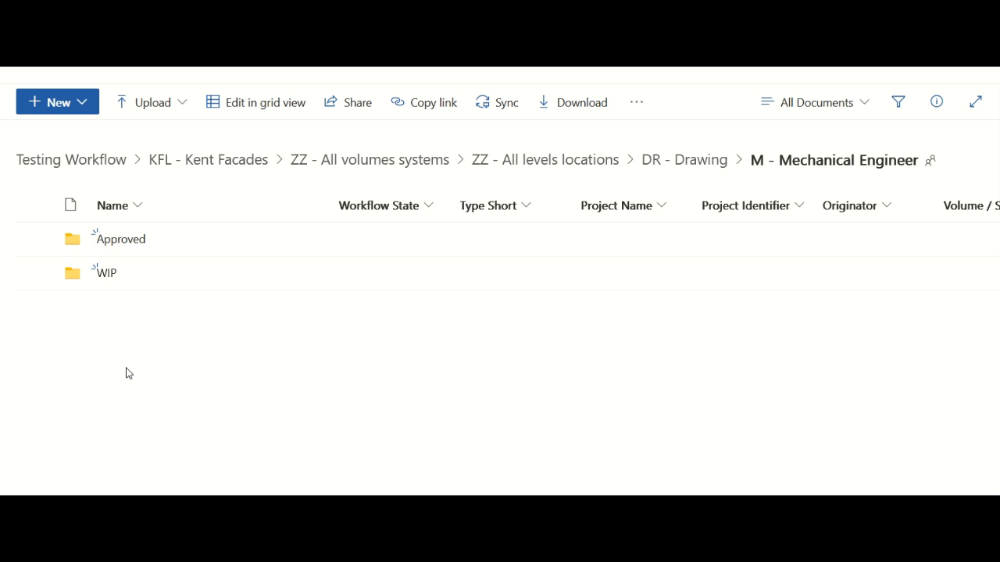 New Upload Edit in grid view Share Copy link Sync Download ... All Documents
Testing Workflow > KFL - Kent Facades > ZZ - All volumes systems > ZZ - All levels locations > DR - Drawing > M - Mechanical Engineer
Name Workflow State Type Short Project Name Project Identifier Originator Volume / S
Approved
WIP